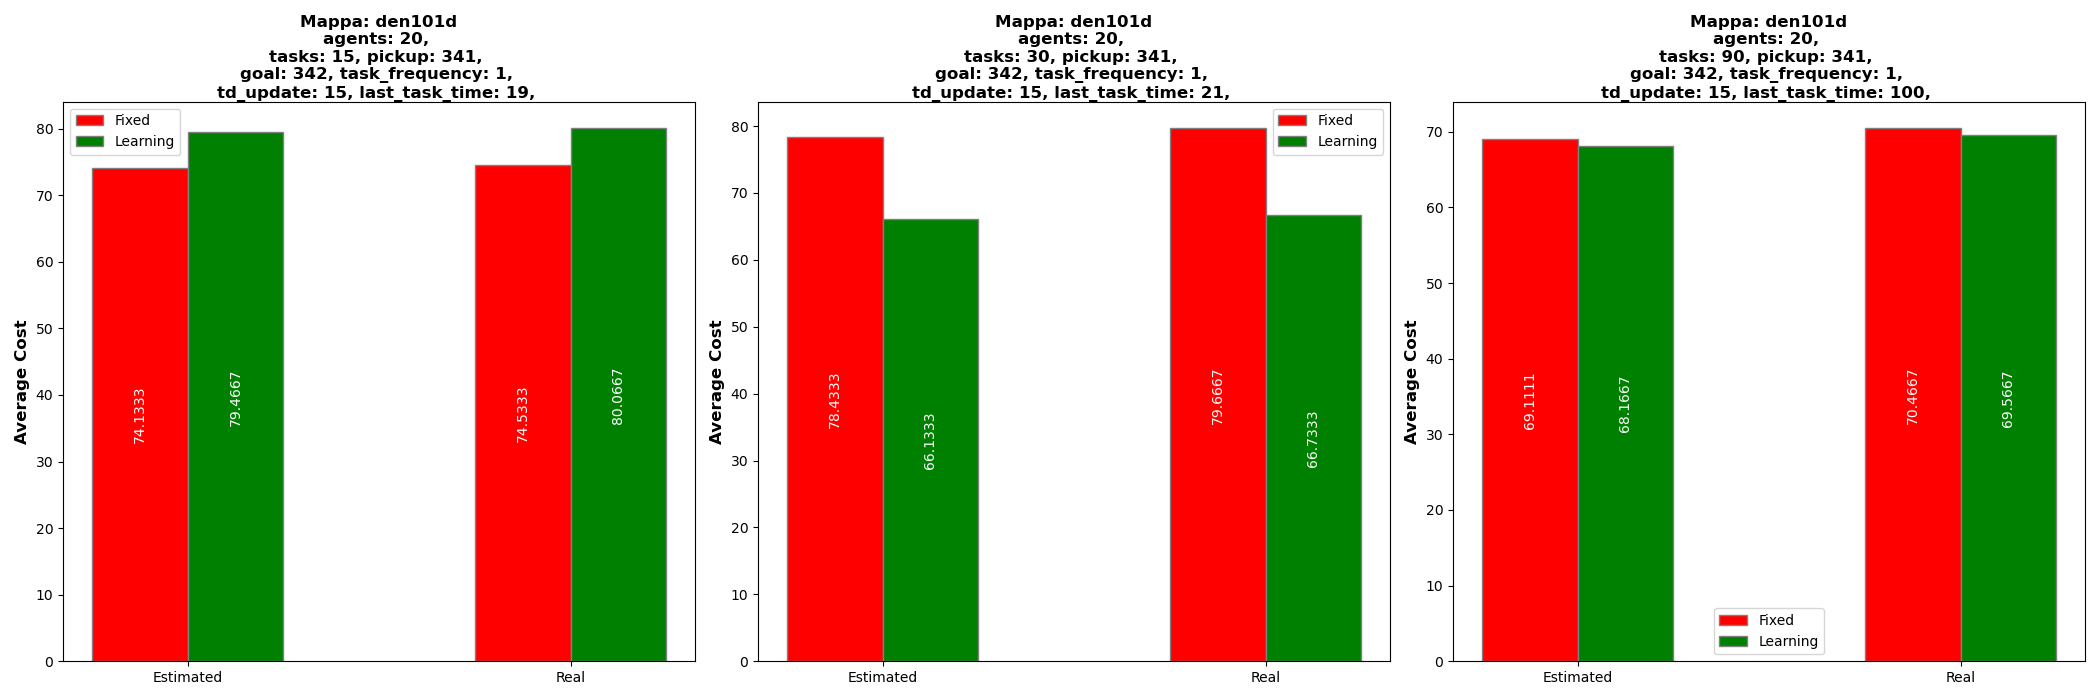 Mappa: den101d
agents: 20,
tasks: 15, pickup: 341,
goal: 342, task_frequency: 1,
td_update: 15, last_task_time: 19,
Fixed
Learning
80
70
60
50
40
30
20
10
0
Average Cost
74.1333
79.4667
74.5333
80.0667
Estimated
Real
Mappa: den101d
agents: 20,
tasks: 30, pickup: 341,
goal: 342, task_frequency: 1,
td_update: 15, last_task_time: 21,
Fixed
Learning
80
70
60
50
40
30
20
10
0
Average Cost
78.4333
66.1333
79.6667
66.7333
Estimated
Real
Mappa: den101d
agents: 20,
tasks: 90, pickup: 341,
goal: 342, task_frequency: 1,
td_update: 15, last_task_time: 100,
70
60
50
40
30
20
10
0
Average Cost
69.1111
68.1667
70.4667
69.5667
Fixed
Learning
Estimated
Real